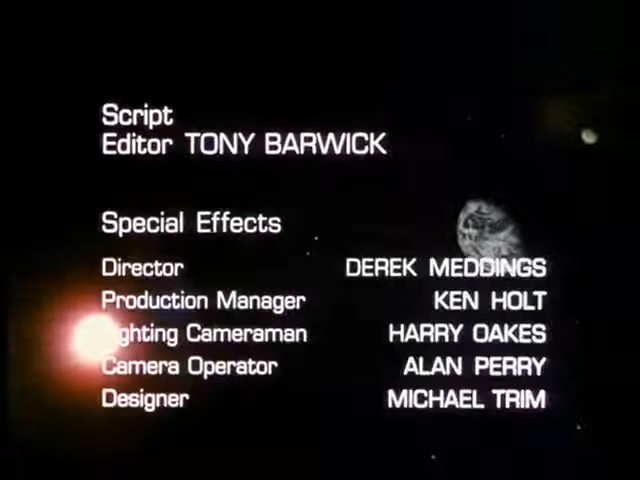 Script
Editor TONY BARWICK
Special Effects
Director DEREK MEDDINGS
Production Manager KEN HOLT
ghting Cameraman HARRY OAKES
Camera Operator ALAN PERRY
Designer MICHAEL TRIM